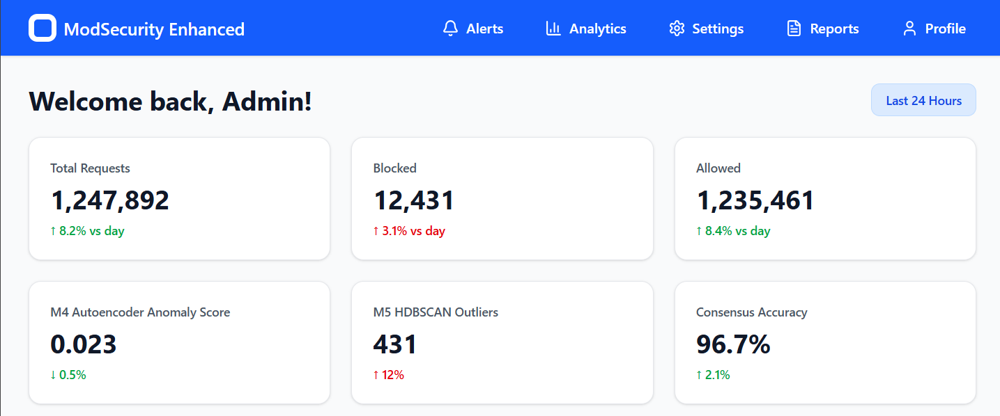 ModSecurity Enhanced Alerts Analytics Settings Reports Profile
Welcome back, Admin! Last 24 Hours
Total Requests Blocked Allowed
1,247,892 12,431 1,235,461
↑ 8.2% vs day ↑ 3.1% vs day ↑ 8.4% vs day
M4 Autoencoder Anomaly Score M5 HDBSCAN Outliers Consensus Accuracy
0.023 431 96.7%
↓ 0.5% ↑ 12% ↑ 2.1%